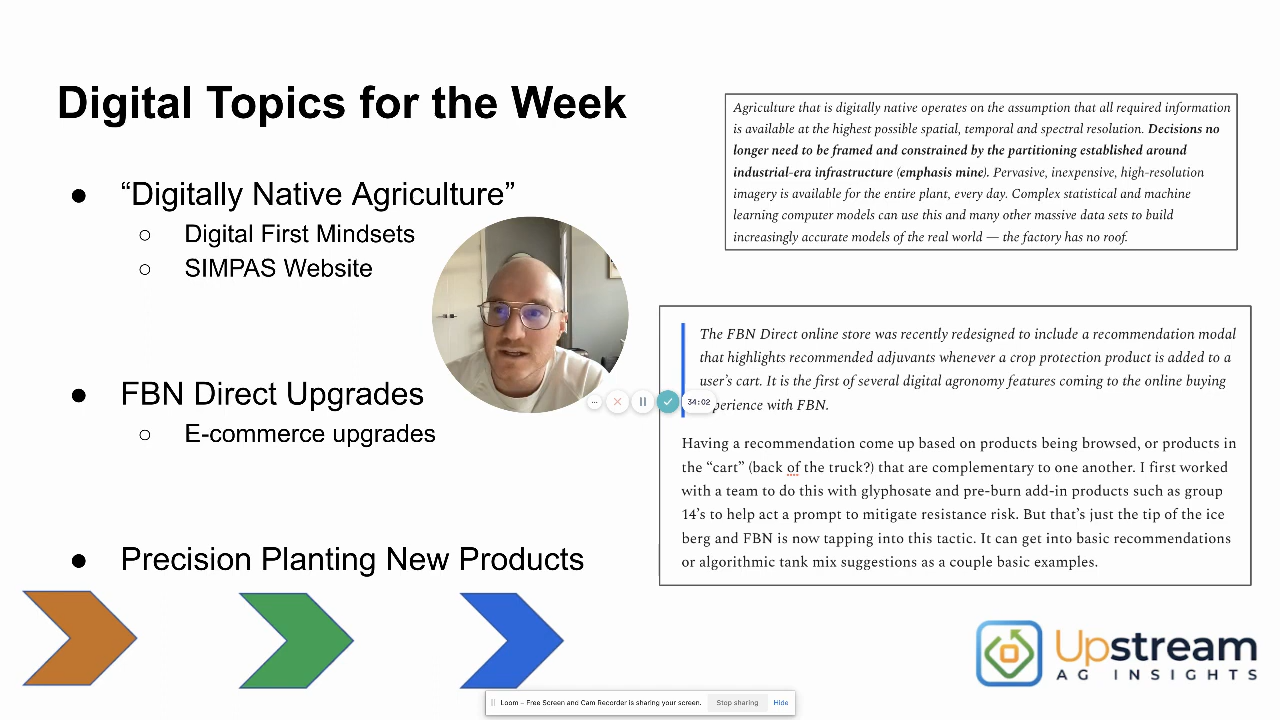 Digital Topics for the Week
● “Digitally Native Agriculture”
○ Digital First Mindsets
○ SIMPAS Website
● FBN Direct Upgrades
○ E-commerce upgrades
● Precision Planting New Products
Agriculture that is digitally native operates on the assumption that all required information
is available at the highest possible spatial, temporal and spectral resolution. Decisions no
longer need to be framed and constrained by the partitioning established around
industrial-era infrastructure (emphasis mine). Pervasive, inexpensive, high-resolution
imagery is available for the entire plant, every day. Complex statistical and machine
learning computer models can use this and many other massive data sets to build
increasingly accurate models of the real world — the factory has no roof.
The FBN Direct online store was recently redesigned to include a recommendation modal
that highlights recommended adjuvants whenever a crop protection product is added to a
user’s cart. It is the first of several digital agronomy features coming to the online buying
with FBN.
Having a recommendation come up based on products being browsed, or products in
the “cart” (back of the truck?) that are complementary to one another. I first worked
with a team to do this with glyphosate and pre-burn add-in products such as group
14’s to help act a prompt to mitigate resistance risk. But that’s just the tip of the ice
berg and FBN is now tapping into this tactic. It can get into basic recommendations
or algorithmic tank mix suggestions as a couple basic examples.
34:02
Upstream
AG INSIGHTS
Loom – Free Screen and Cam Recorder is sharing your screen. Stop sharing Hide